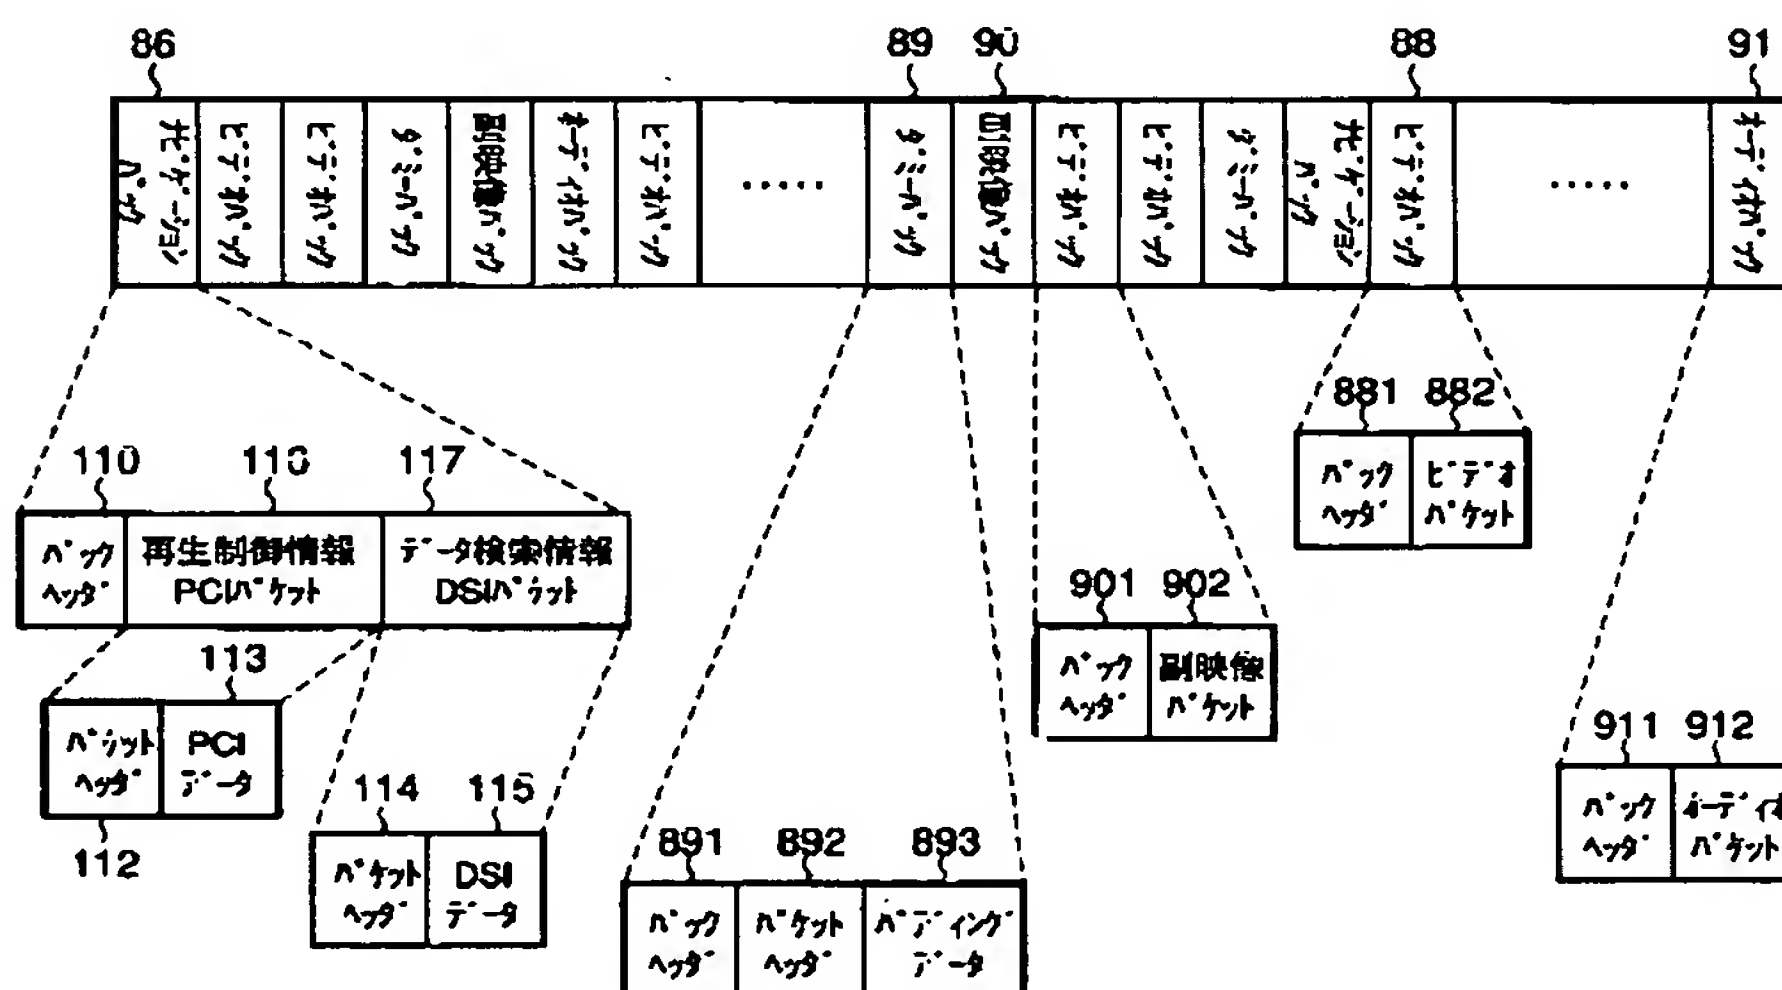 86
89
90
88
91
ナビゲーション
パック
ビデオパック
ビデオパック
ダミーパック
副映像パック
オーディオパック
ビデオパック
.....
ダミーパック
副映像パック
ビデオパック
ビデオパック
ダミーパック
ナビゲーション
パック
ビデオパック
.....
オーディオパック
881
882
パック
ヘッダ
ビデオ
パケット
110
116
117
パック
ヘッダ
再生制御情報
PCIパケット
データ検索情報
DSIパケット
901
902
パック
ヘッダ
副映像
パケット
113
パケット
ヘッダ
PCI
データ
112
911
912
パック
ヘッダ
オーディオ
パケット
114
115
パケット
ヘッダ
DSI
データ
891
892
893
パック
ヘッダ
パケット
ヘッダ
パディング
データ